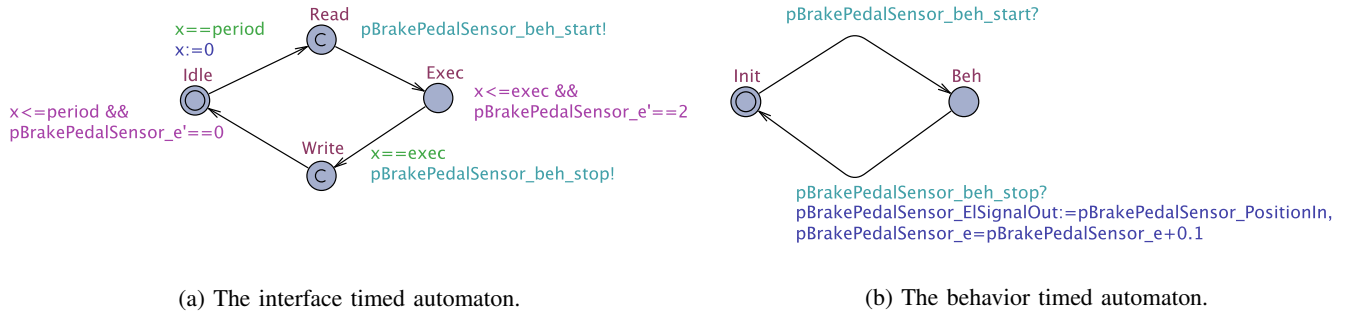 Read
x==period
x:=0
pBrakePedalSensor_beh_start!
Idle
Exec
x<=period &&
pBrakePedalSensor_e'==0
x<=exec &&
pBrakePedalSensor_e'==2
Write
x==exec
pBrakePedalSensor_beh_stop!
C
C
(a) The interface timed automaton.
pBrakePedalSensor_beh_start?
Init
Beh
pBrakePedalSensor_beh_stop?
pBrakePedalSensor_ElSignalOut:=pBrakePedalSensor_PositionIn,
pBrakePedalSensor_e=pBrakePedalSensor_e+0.1
(b) The behavior timed automaton.